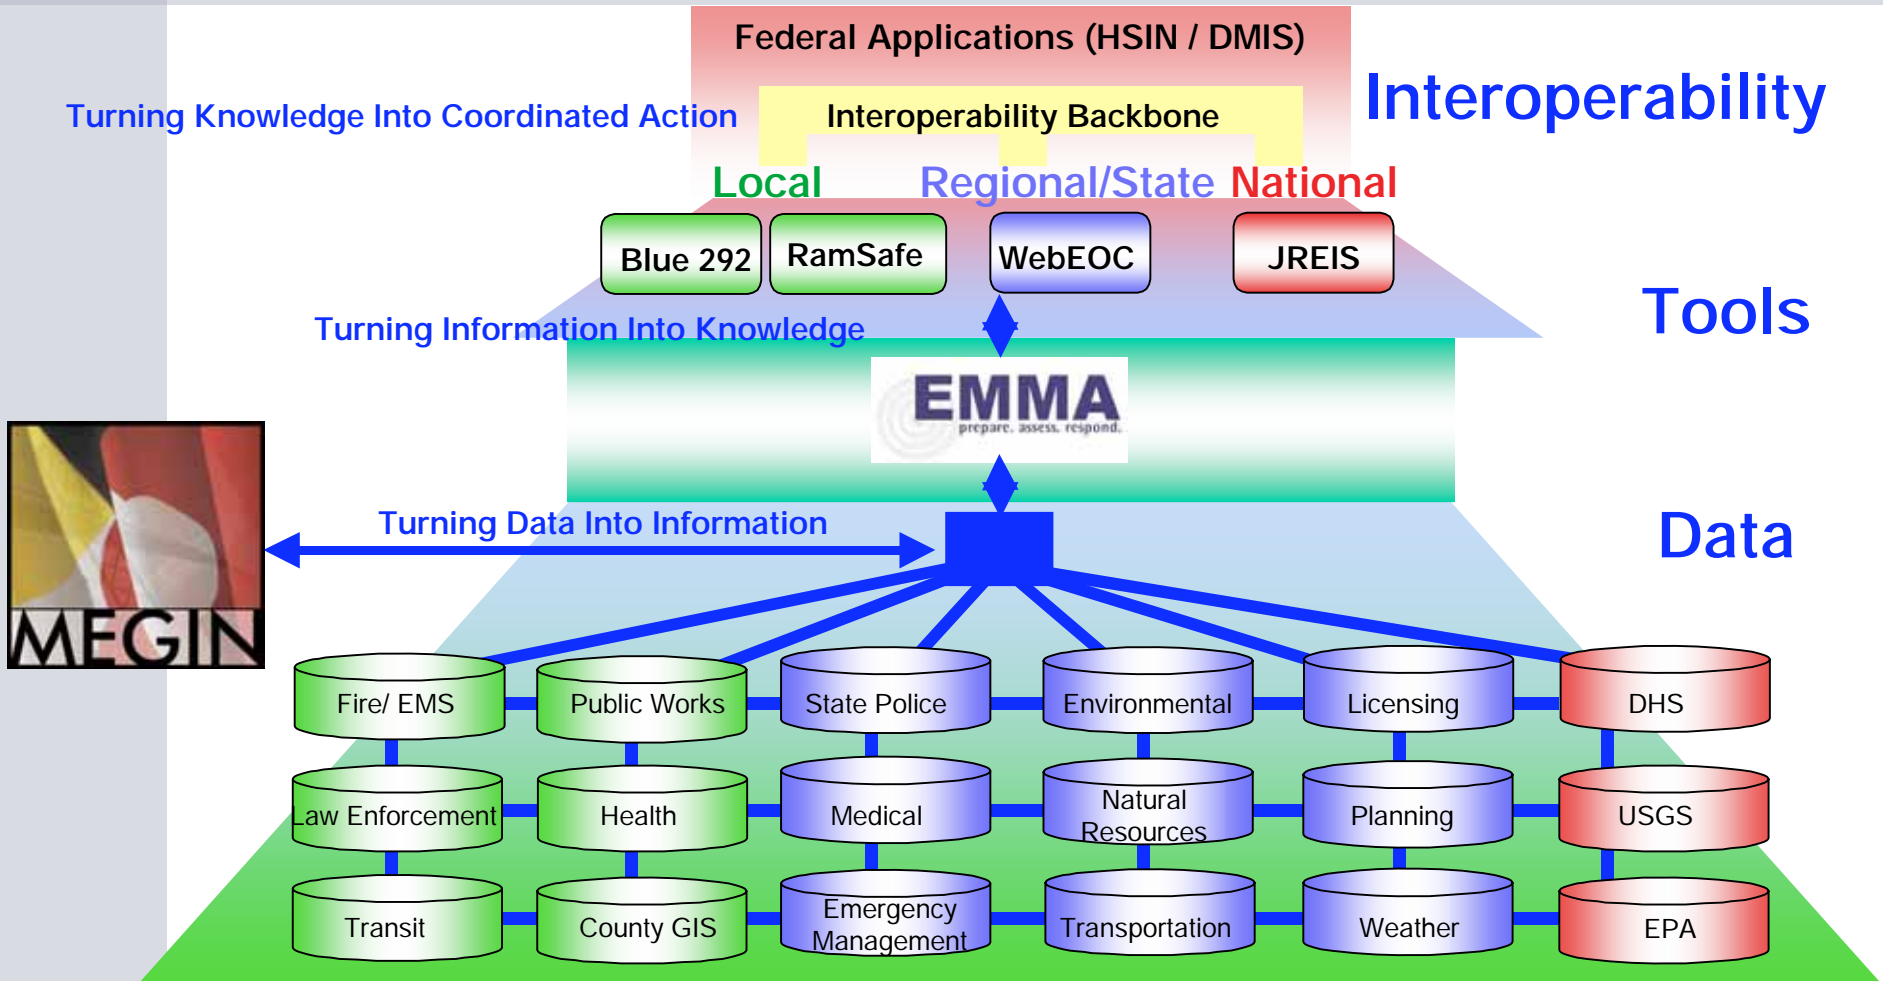 Federal Applications (HSIN / DMIS)
Interoperability
Turning Knowledge Into Coordinated Action
Interoperability Backbone
Local
Regional/State
National
Blue 292
RamSafe
WebEOC
JREIS
Tools
Turning Information Into Knowledge
EMMA
prepare. assess. respond.
Turning Data Into Information
Data
MEGIN
Fire/ EMS
Public Works
State Police
Environmental
Licensing
DHS
Law Enforcement
Health
Medical
Natural
Resources
Planning
USGS
Transit
County GIS
Emergency
Management
Transportation
Weather
EPA